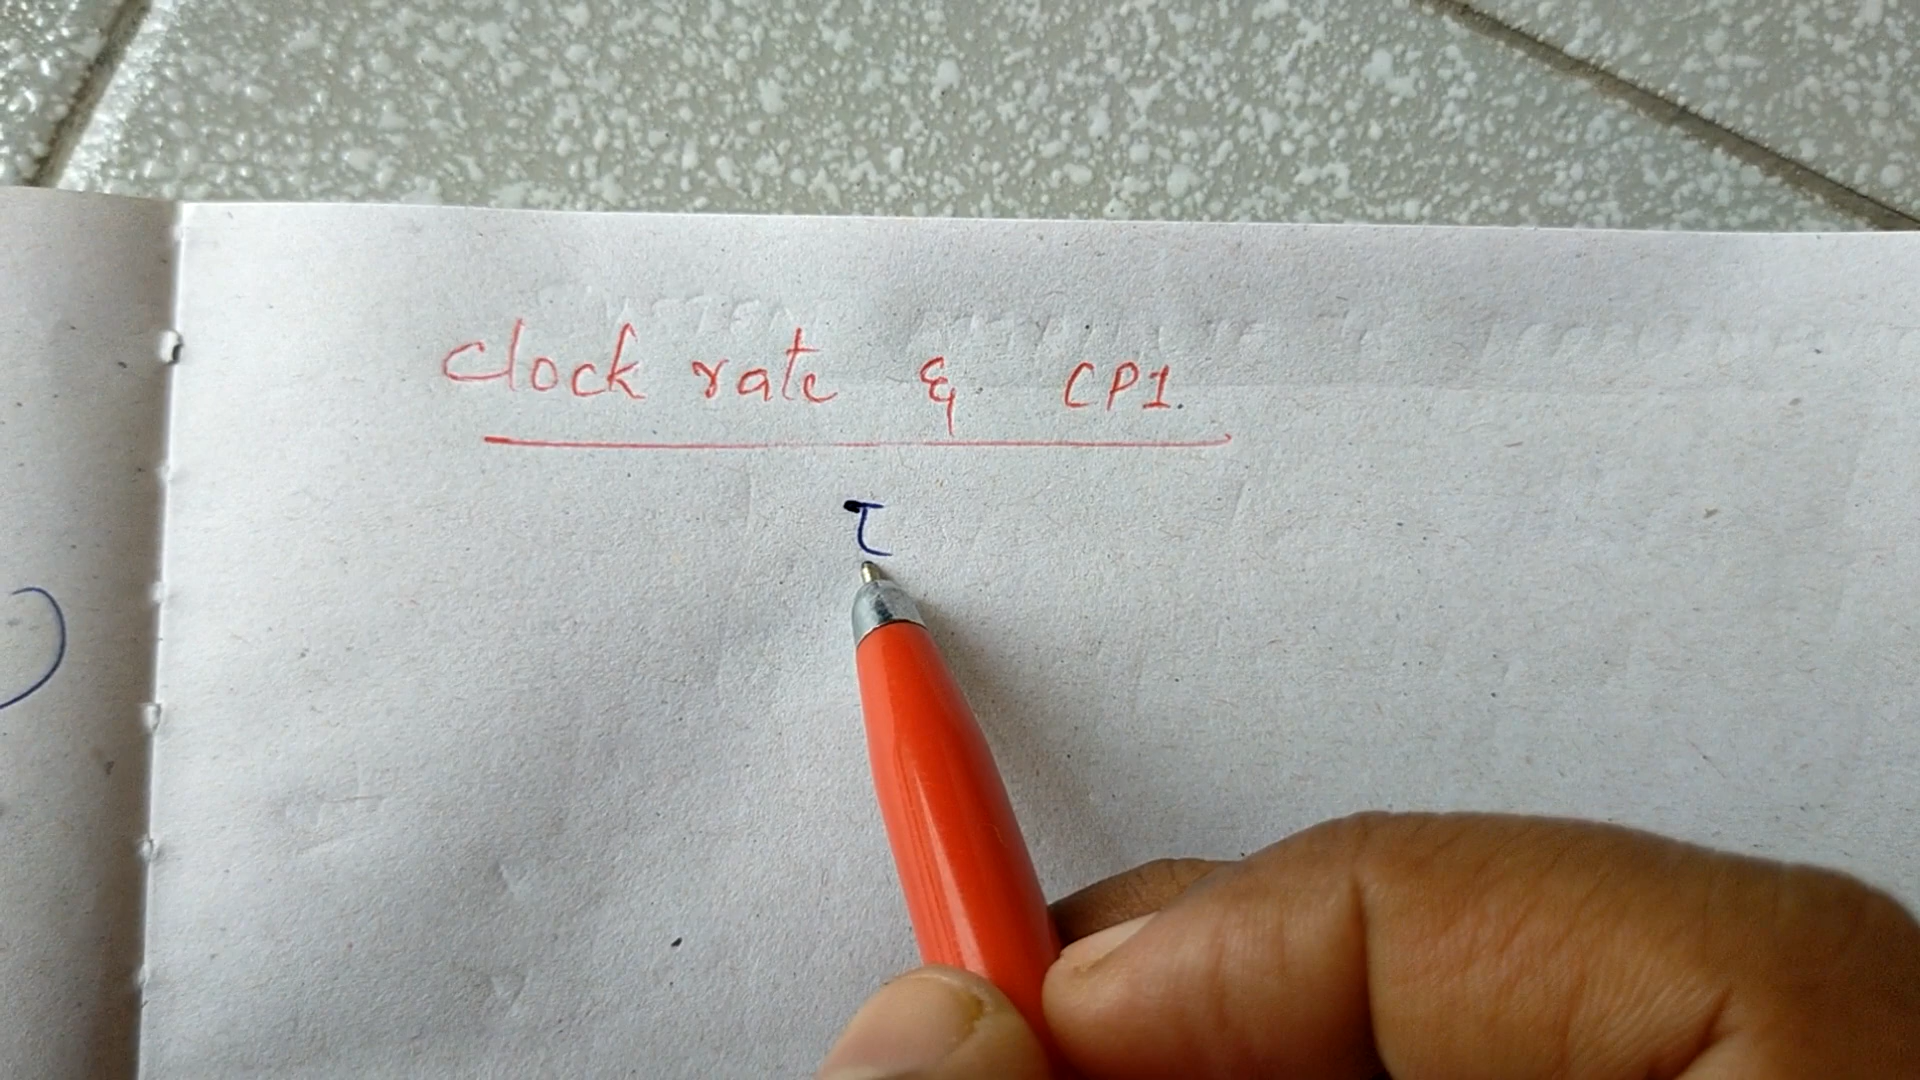 Clock rate & CPI.
τ